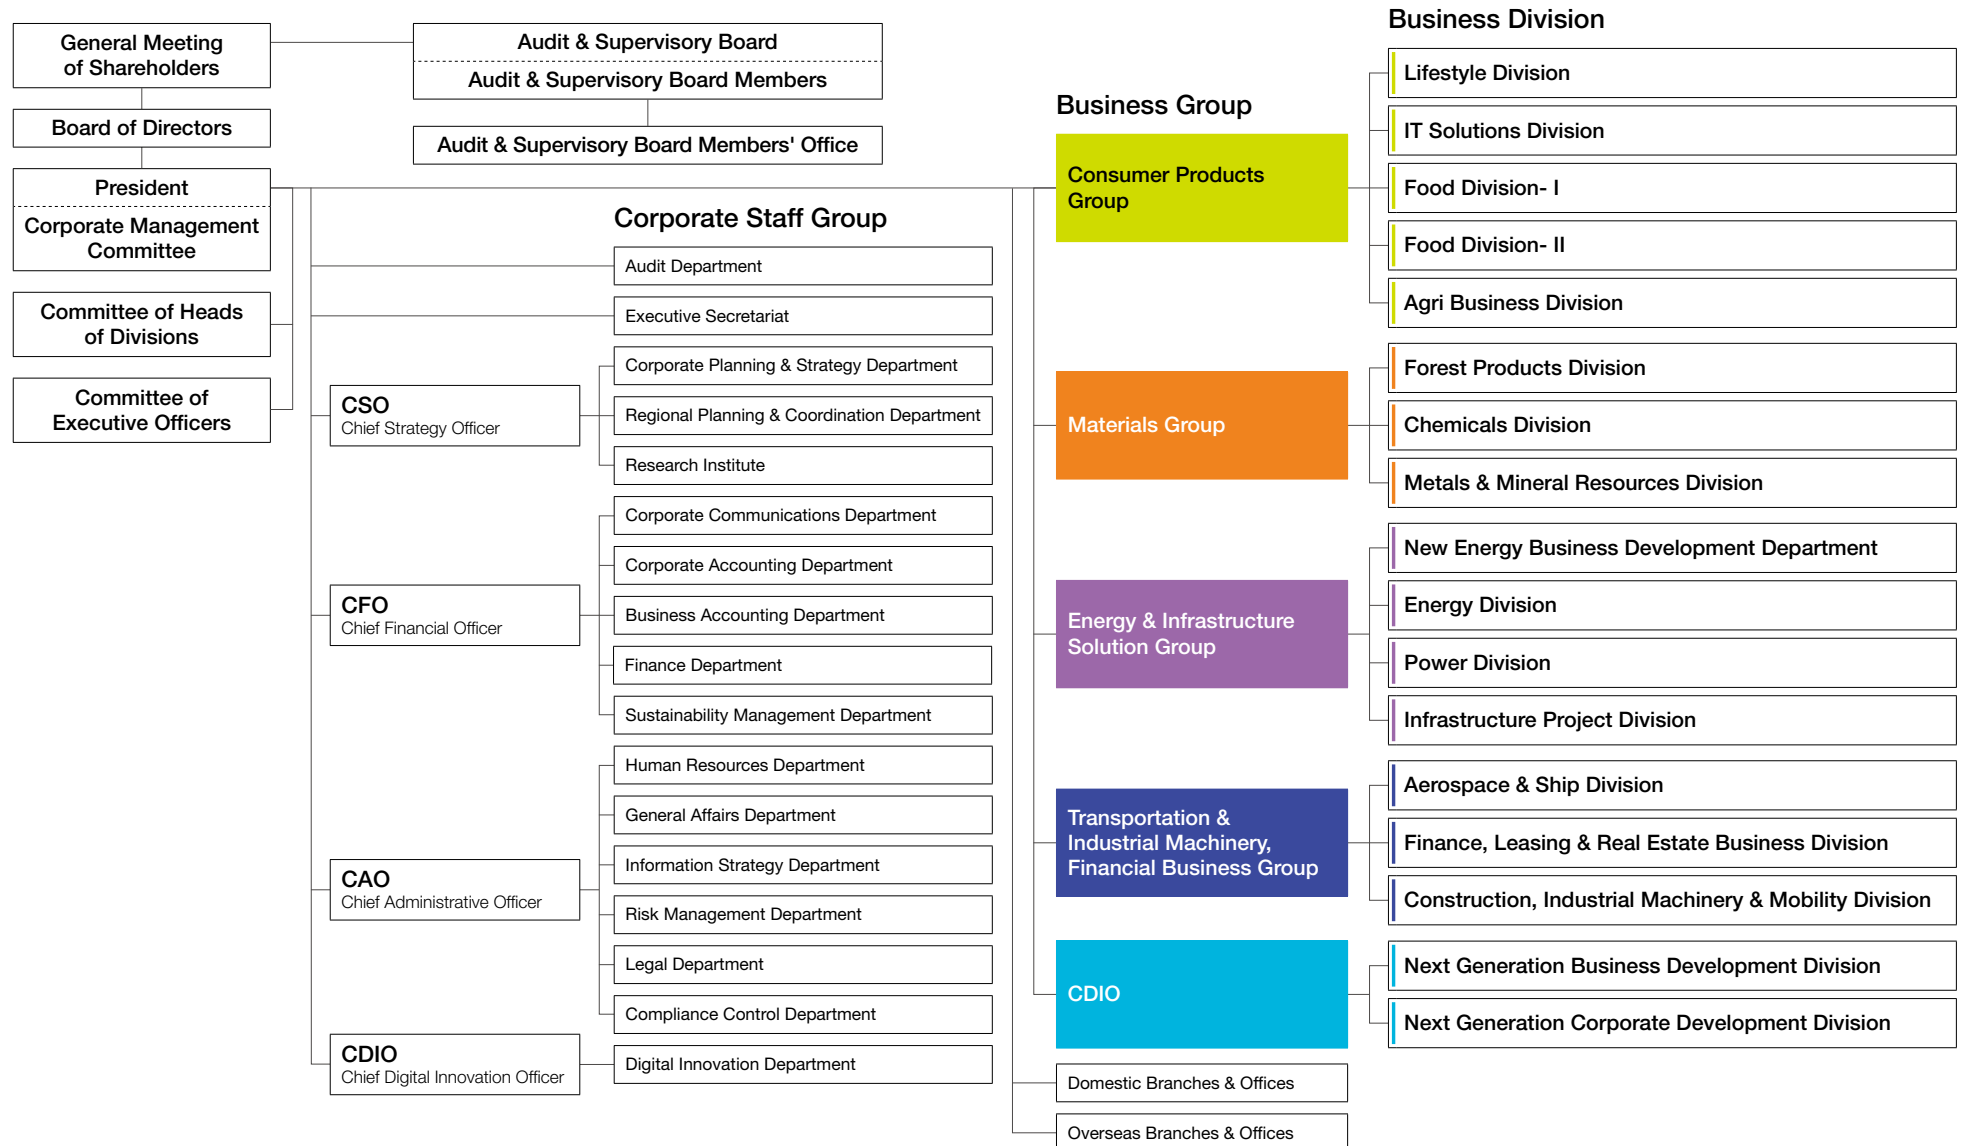 General Meeting
of Shareholders
Board of Directors
President
Corporate Management
Committee
Committee of Heads
of Divisions
Committee of
Executive Officers
Audit & Supervisory Board
Audit & Supervisory Board Members
Audit & Supervisory Board Members' Office
Corporate Staff Group
Audit Department
Executive Secretariat
CSO
Chief Strategy Officer
Corporate Planning & Strategy Department
Regional Planning & Coordination Department
Research Institute
CFO
Chief Financial Officer
Corporate Communications Department
Corporate Accounting Department
Business Accounting Department
Finance Department
Sustainability Management Department
CAO
Chief Administrative Officer
Human Resources Department
General Affairs Department
Information Strategy Department
Risk Management Department
Legal Department
Compliance Control Department
CDIO
Chief Digital Innovation Officer
Digital Innovation Department
Business Group
Business Division
Consumer Products
Group
Lifestyle Division
IT Solutions Division
Food Division- I
Food Division- II
Agri Business Division
Materials Group
Forest Products Division
Chemicals Division
Metals & Mineral Resources Division
Energy & Infrastructure
Solution Group
New Energy Business Development Department
Energy Division
Power Division
Infrastructure Project Division
Transportation &
Industrial Machinery,
Financial Business Group
Aerospace & Ship Division
Finance, Leasing & Real Estate Business Division
Construction, Industrial Machinery & Mobility Division
CDIO
Next Generation Business Development Division
Next Generation Corporate Development Division
Domestic Branches & Offices
Overseas Branches & Offices